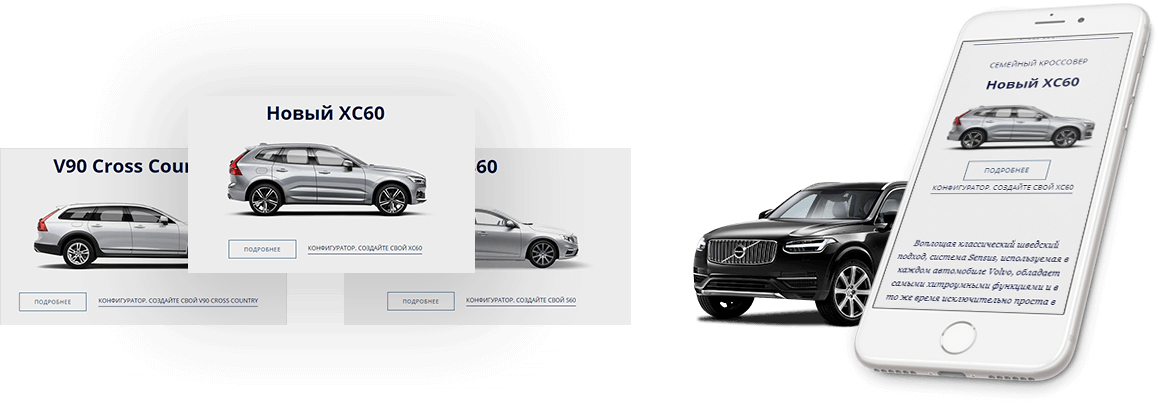 Новый XC60
V90 Cross Coun
60
ПОДРОБНЕЕ
КОНФИГУРАТОР. СОЗДАЙТЕ СВОЙ XC60
ПОДРОБНЕЕ
КОНФИГУРАТОР. СОЗДАЙТЕ СВОЙ V90 CROSS COUNTRY
ПОДРОБНЕЕ
КОНФИГУРАТОР. СОЗДАЙТЕ СВОЙ S60
СЕМЕЙНЫЙ КРОССОВЕР
Новый XC60
ПОДРОБНЕЕ
КОНФИГУРАТОР. СОЗДАЙТЕ СВОЙ XC60
Воплощая классический шведский
подход, система Sensus, используемая в
каждом автомобиле Volvo, обладает
самыми хитроумными функциями и в
то же время исключительно проста в